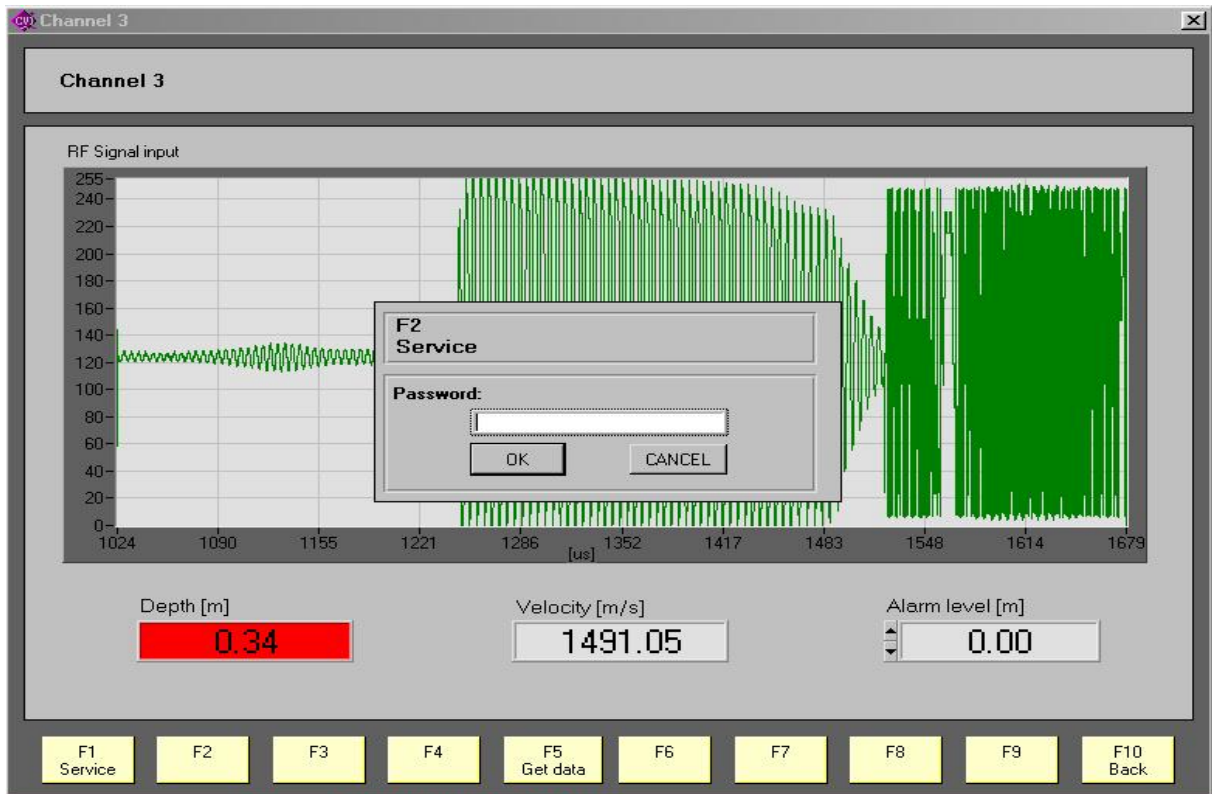 CVI Channel 3
Channel 3
RF Signal input
255
240
220
200
180
160
140
120
100
80
60
40
20
0
1024 1090 1155 1221 1286 1352 1417 1483 1548 1614 1679
[us]
F2
Service
Password:
OK CANCEL
Depth [m] Velocity [m/s] Alarm level [m]
0.34 1491.05 0.00
F1 F2 F3 F4 F5 F6 F7 F8 F9 F10
Service Get data Back